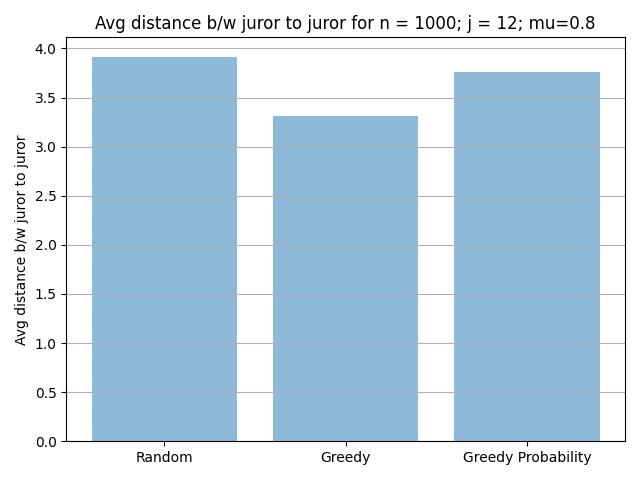 Avg distance b/w juror to juror for n = 1000; j = 12; mu=0.8
Avg distance b/w juror to juror
4.0
3.5
3.0
2.5
2.0
1.5
1.0
0.5
0.0
Random
Greedy
Greedy Probability